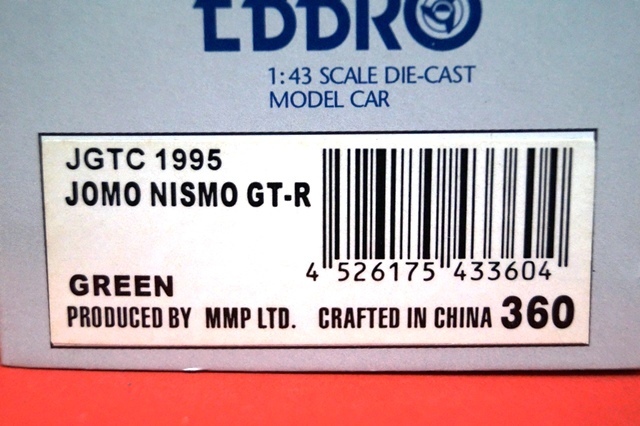 EBBRO
1:43 SCALE DIE-CAST
MODEL CAR
JGTC 1995
JOMO NISMO GT-R
4 526175 433604
GREEN
PRODUCED BY MMP LTD. CRAFTED IN CHINA 360